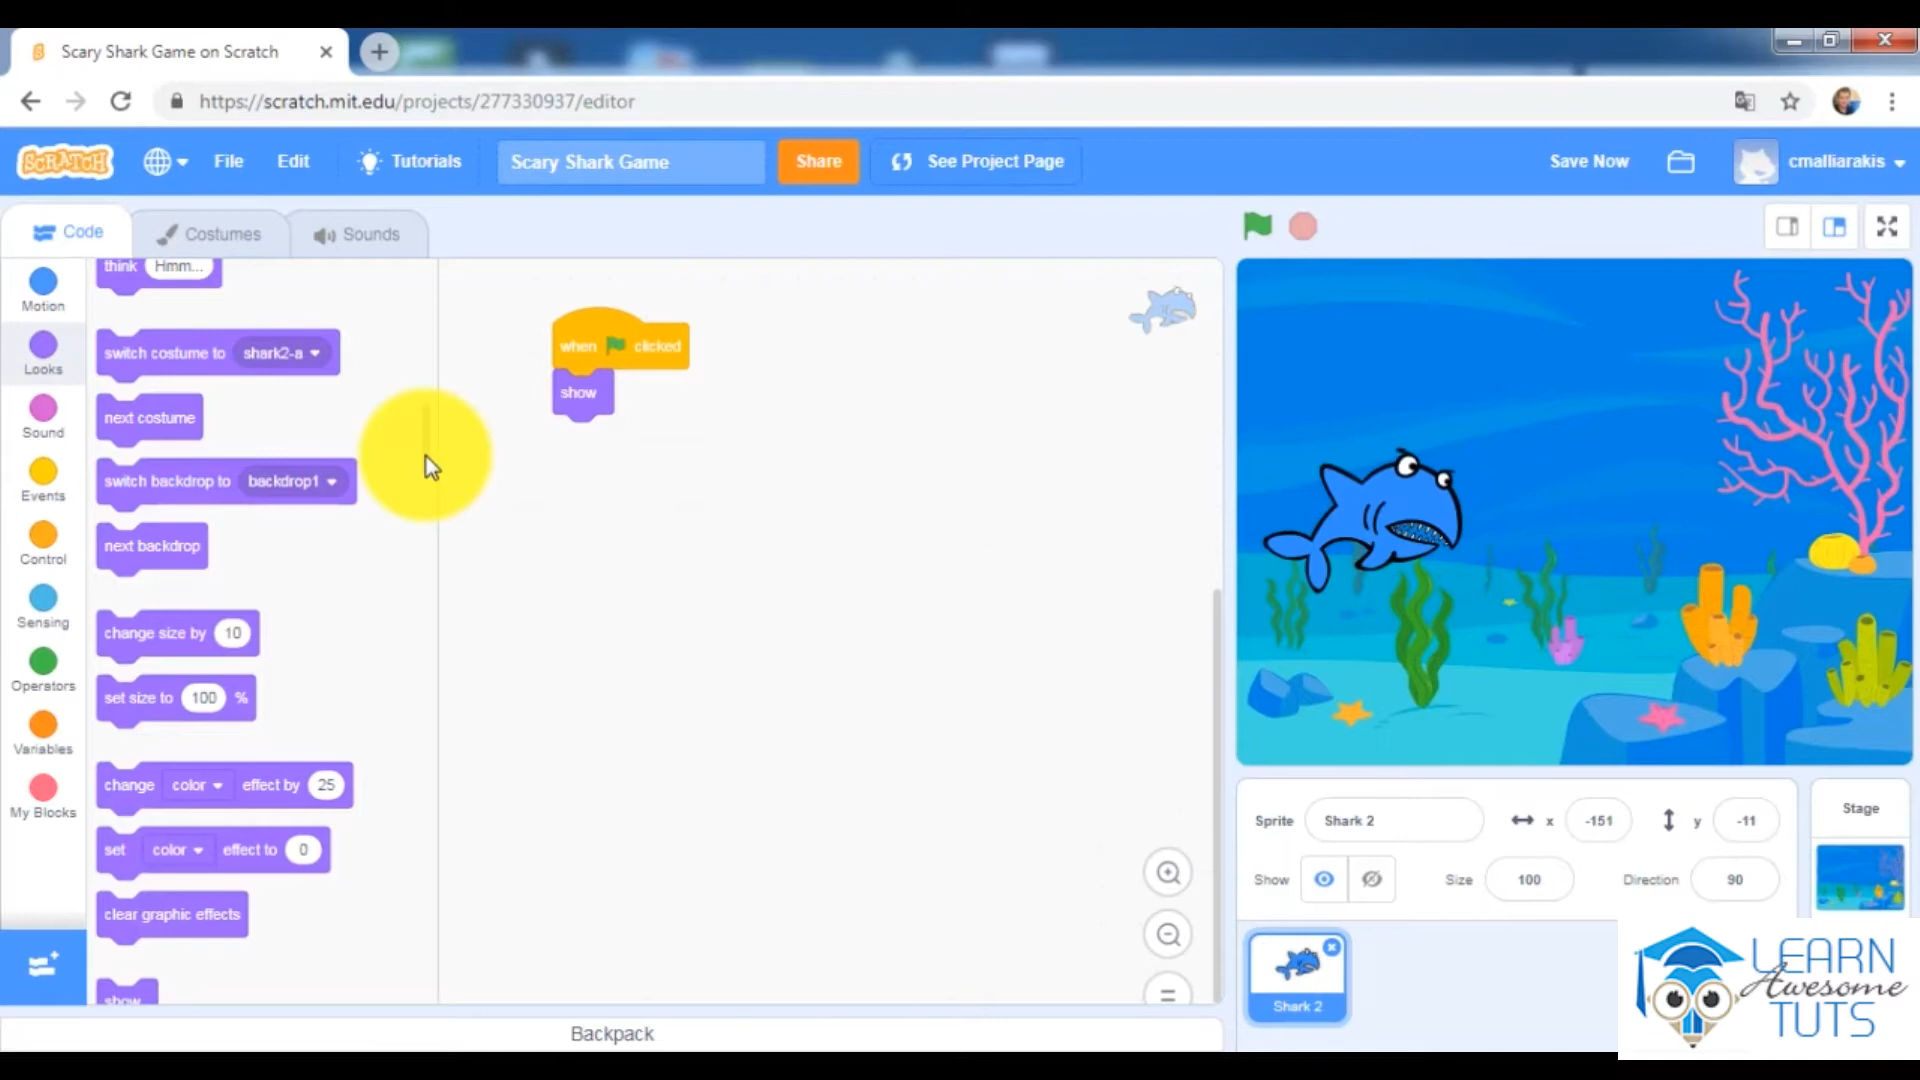 Scary Shark Game on Scratch
https://scratch.mit.edu/projects/277330937/editor
SCRATCH
File
Edit
Tutorials
Scary Shark Game
Share
See Project Page
Save Now
cmalliarakis
Code
Costumes
Sounds
Motion
Looks
Sound
Events
Control
Sensing
Operators
Variables
My Blocks
think Hmm...
switch costume to shark2-a
next costume
switch backdrop to backdrop1
next backdrop
change size by 10
set size to 100 %
change color effect by 25
set color effect to 0
clear graphic effects
show
when clicked
show
Backpack
Sprite Shark 2 x -151 y -11
Show Size 100 Direction 90
Stage
Shark 2
LEARN
Awesome
TUTS